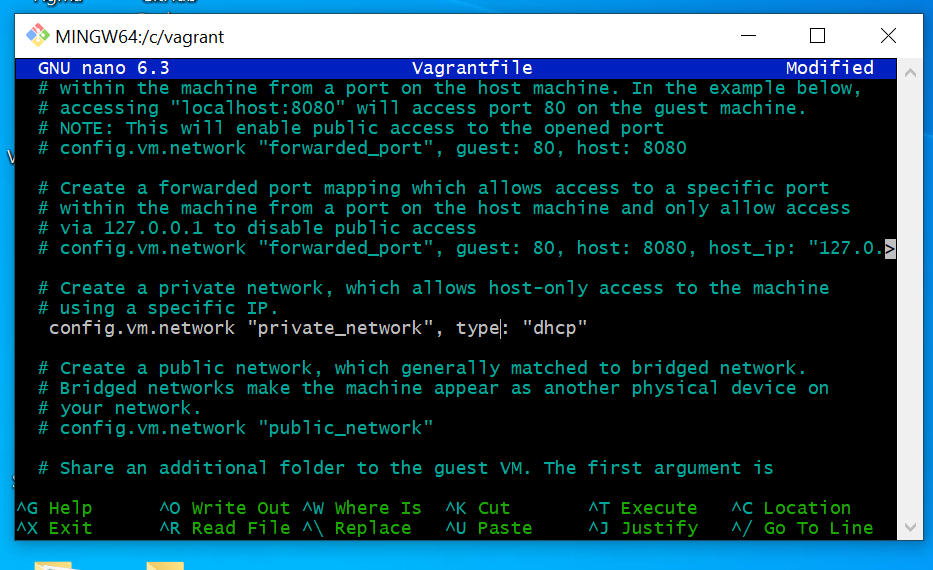 MINGW64:/c/vagrant
GNU nano 6.3 Vagrantfile Modified
# within the machine from a port on the host machine. In the example below,
# accessing "localhost:8080" will access port 80 on the guest machine.
# NOTE: This will enable public access to the opened port
# config.vm.network "forwarded_port", guest: 80, host: 8080
# Create a forwarded port mapping which allows access to a specific port
# within the machine from a port on the host machine and only allow access
# via 127.0.0.1 to disable public access
# config.vm.network "forwarded_port", guest: 80, host: 8080, host_ip: "127.0.>
# Create a private network, which allows host-only access to the machine
# using a specific IP.
config.vm.network "private_network", type: "dhcp"
# Create a public network, which generally matched to bridged network.
# Bridged networks make the machine appear as another physical device on
# your network.
# config.vm.network "public_network"
# Share an additional folder to the guest VM. The first argument is
^G Help ^O Write Out ^W Where Is ^K Cut ^T Execute ^C Location
^X Exit ^R Read File ^\ Replace ^U Paste ^J Justify ^/ Go To Line